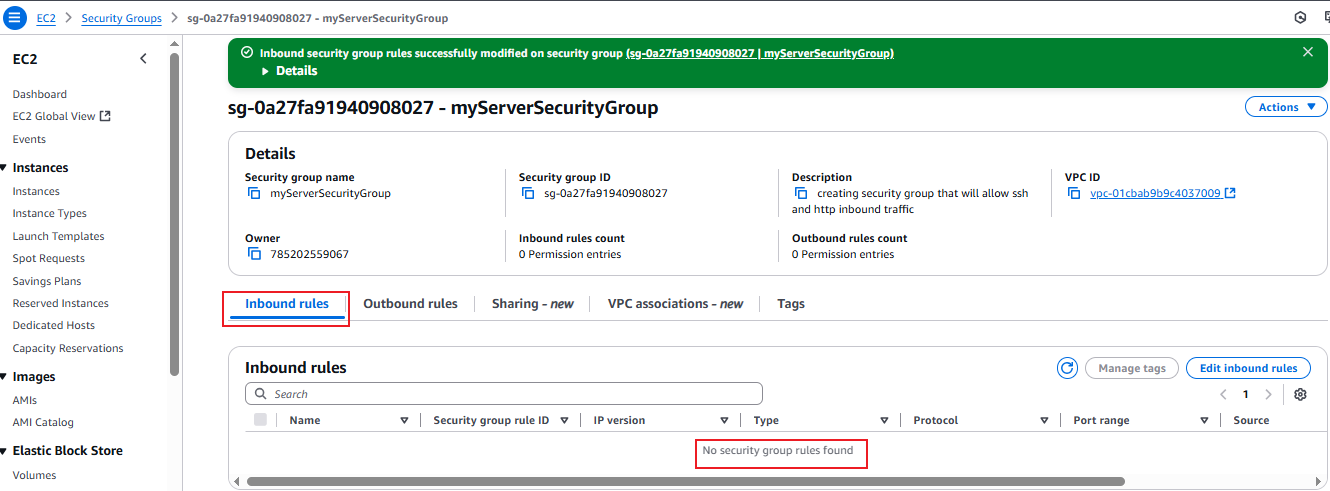 EC2 > Security Groups > sg-0a27fa91940908027 - myServerSecurityGroup
EC2
Dashboard
EC2 Global View
Events
Instances
Instances
Instance Types
Launch Templates
Spot Requests
Savings Plans
Reserved Instances
Dedicated Hosts
Capacity Reservations
Images
AMIs
AMI Catalog
Elastic Block Store
Volumes
Inbound security group rules successfully modified on security group (sg-0a27fa91940908027 | myServerSecurityGroup)
Details
sg-0a27fa91940908027 - myServerSecurityGroup
Actions
Details
Security group name
myServerSecurityGroup
Security group ID
sg-0a27fa91940908027
Description
creating security group that will allow ssh
and http inbound traffic
VPC ID
vpc-01cbab9b9c4037009
Owner
785202559067
Inbound rules count
0 Permission entries
Outbound rules count
0 Permission entries
Inbound rules Outbound rules Sharing - new VPC associations - new Tags
Inbound rules
Manage tags Edit inbound rules
Search
1
Name Security group rule ID IP version Type Protocol Port range Source
No security group rules found